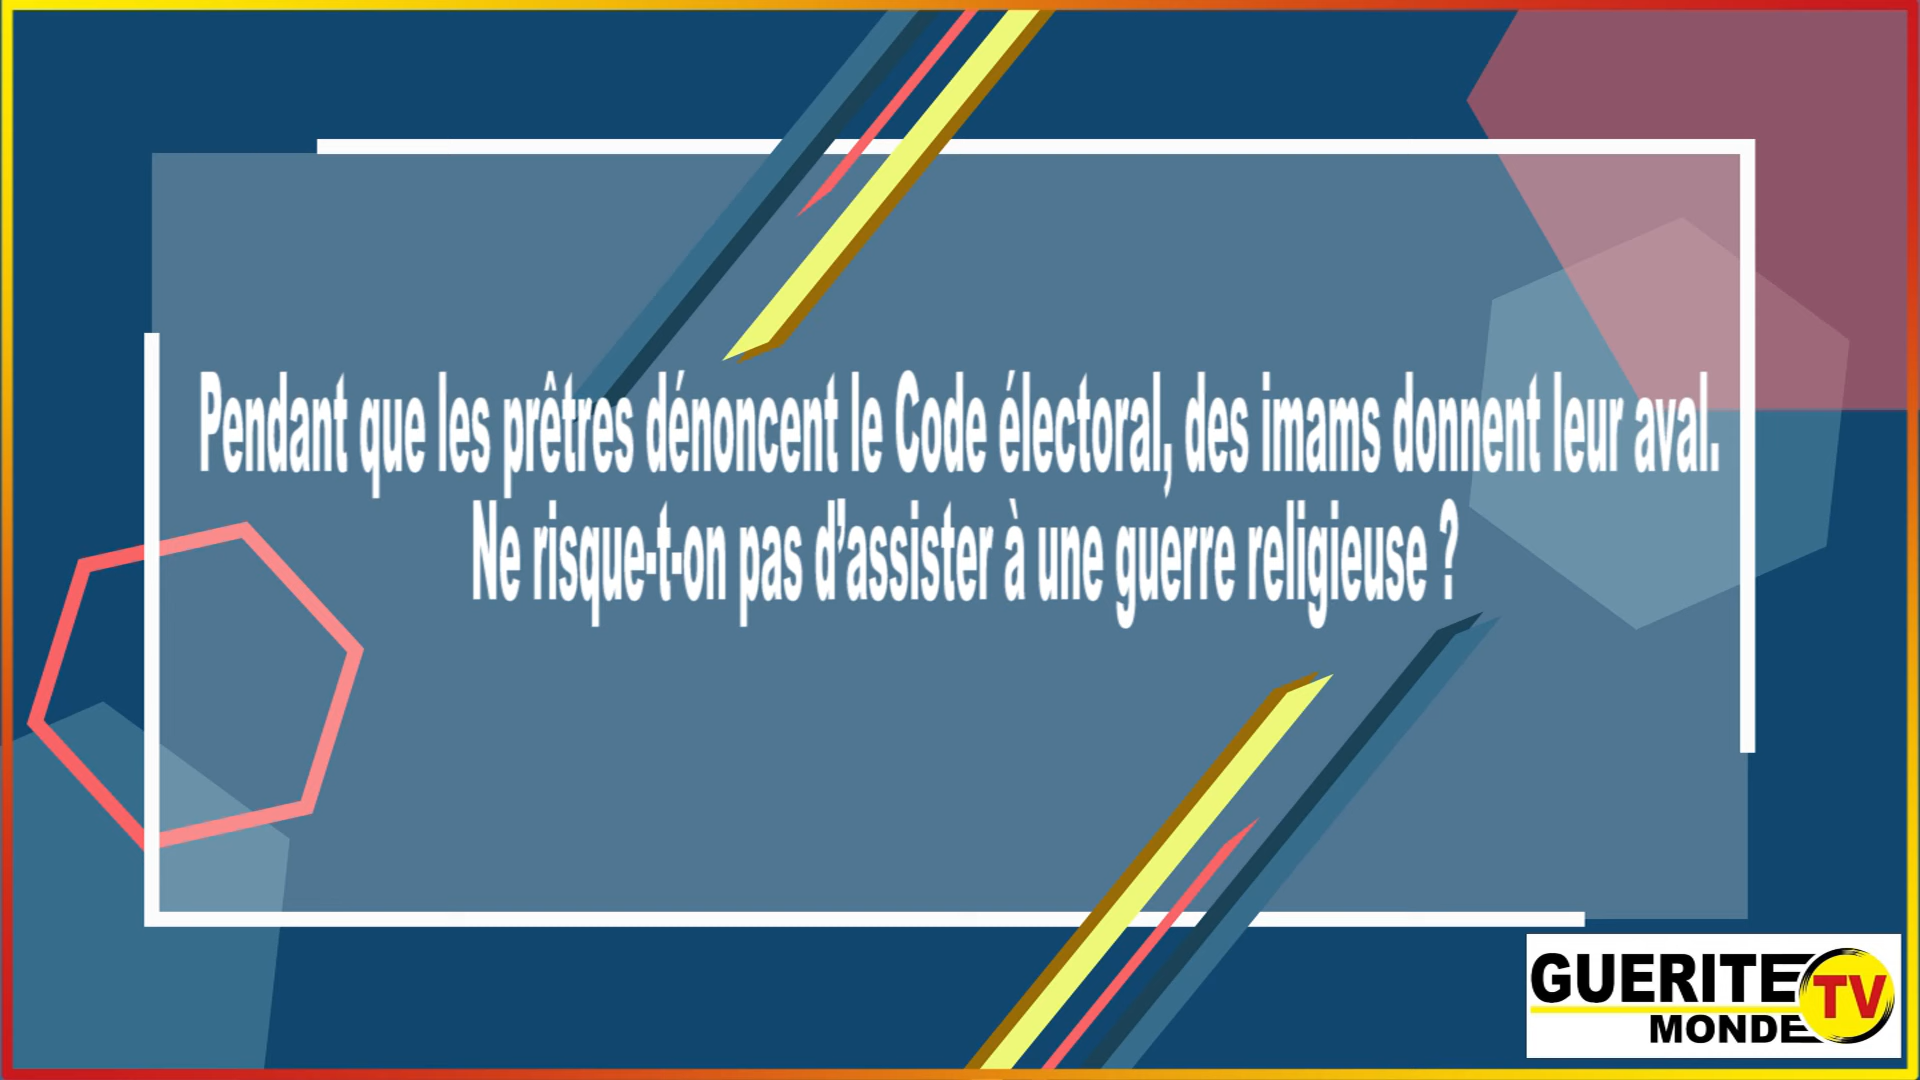 Pendant que les prêtres dénoncent le Code électoral, des imams donnent leur aval.
Ne risque-t-on pas d’assister à une guerre religieuse ?
GUERITE
TV
MONDE